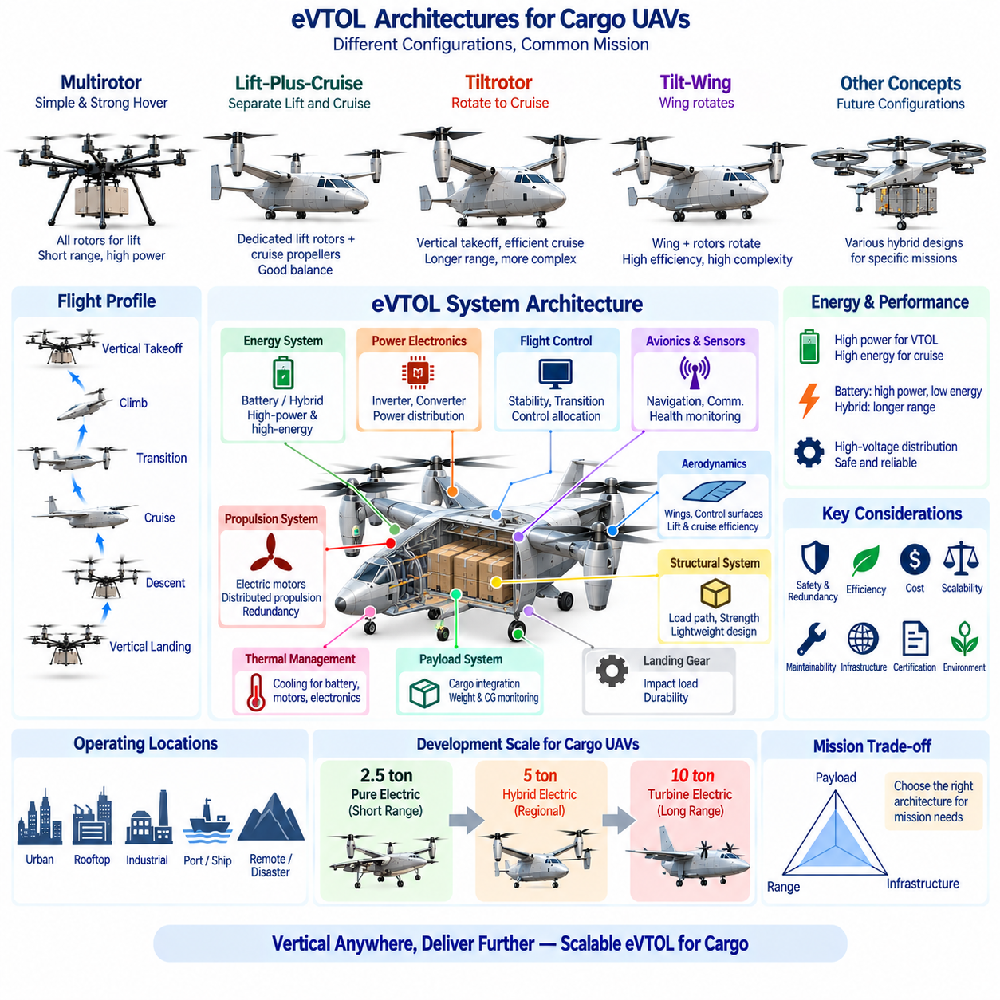 eVTOL Architectures for Cargo UAVs
Different Configurations, Common Mission
Multirotor
Simple & Strong Hover
All rotors for lift
Short range, high power
Lift-Plus-Cruise
Separate Lift and Cruise
Dedicated lift rotors +
cruise propellers
Good balance
Tiltrotor
Rotate to Cruise
Vertical takeoff, efficient cruise
Longer range, more complex
Tilt-Wing
Wing rotates
Wing + rotors rotate
High efficiency, high complexity
Other Concepts
Future Configurations
Various hybrid designs
for specific missions
Flight Profile
Vertical Takeoff
Climb
Transition
Cruise
Descent
Vertical Landing
eVTOL System Architecture
Energy System
Battery / Hybrid
High-power &
high-energy
Power Electronics
Inverter, Converter
Power distribution
Flight Control
Stability, Transition
Control allocation
Avionics & Sensors
Navigation, Comm.
Health monitoring
Aerodynamics
Wings, Control surfaces
Lift & cruise efficiency
Propulsion System
Electric motors
Distributed propulsion
Redundancy
Structural System
Load path, Strength
Lightweight design
Thermal Management
Cooling for battery,
motors, electronics
Payload System
Cargo integration
Weight & CG monitoring
Landing Gear
Impact load
Durability
Energy & Performance
High power for VTOL
High energy for cruise
Battery: high power, low energy
Hybrid: longer range
High-voltage distribution
Safe and reliable
Key Considerations
Safety &
Redundancy
Efficiency
Cost
Scalability
Maintainability
Infrastructure
Certification
Environment
Operating Locations
Urban
Rooftop
Industrial
Port / Ship
Remote /
Disaster
Development Scale for Cargo UAVs
2.5 ton
Pure Electric
(Short Range)
5 ton
Hybrid Electric
(Regional)
10 ton
Turbine Electric
(Long Range)
Mission Trade-off
Payload
Range
Infrastructure
Choose the right
architecture for
mission needs
Vertical Anywhere, Deliver Further — Scalable eVTOL for Cargo